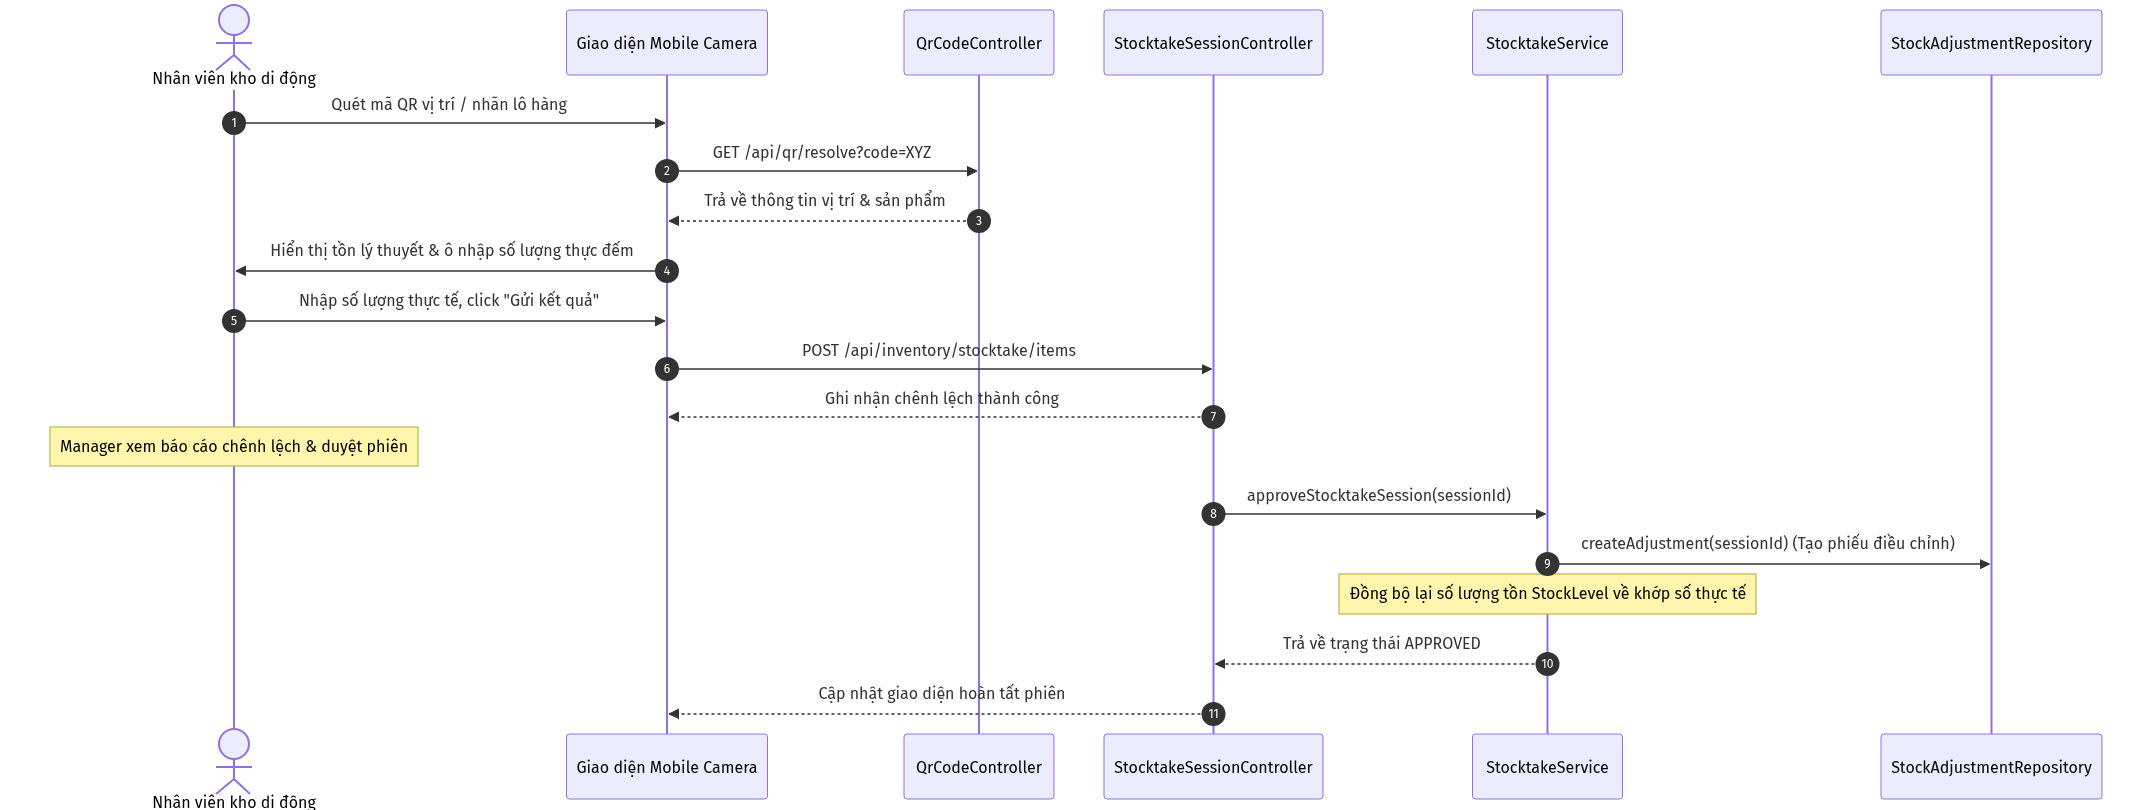 Nhân viên kho di động
Giao diện Mobile Camera
QrCodeController
StocktakeSessionController
StocktakeService
StockAdjustmentRepository
Quét mã QR vị trí / nhãn lô hàng
1
GET /api/qr/resolve?code=XYZ
2
Trả về thông tin vị trí & sản phẩm
3
Hiển thị tồn lý thuyết & ô nhập số lượng thực đếm
4
Nhập số lượng thực tế, click "Gửi kết quả"
5
POST /api/inventory/stocktake/items
6
Ghi nhận chênh lệch thành công
7
Manager xem báo cáo chênh lệch & duyệt phiên
approveStocktakeSession(sessionId)
8
createAdjustment(sessionId) (Tạo phiếu điều chỉnh)
9
Đồng bộ lại số lượng tồn StockLevel về khớp số thực tế
Trả về trạng thái APPROVED
10
Cập nhật giao diện hoàn tất phiên
11
Giao diện Mobile Camera
QrCodeController
StocktakeSessionController
StocktakeService
StockAdjustmentRepository
Nhân viên kho di động